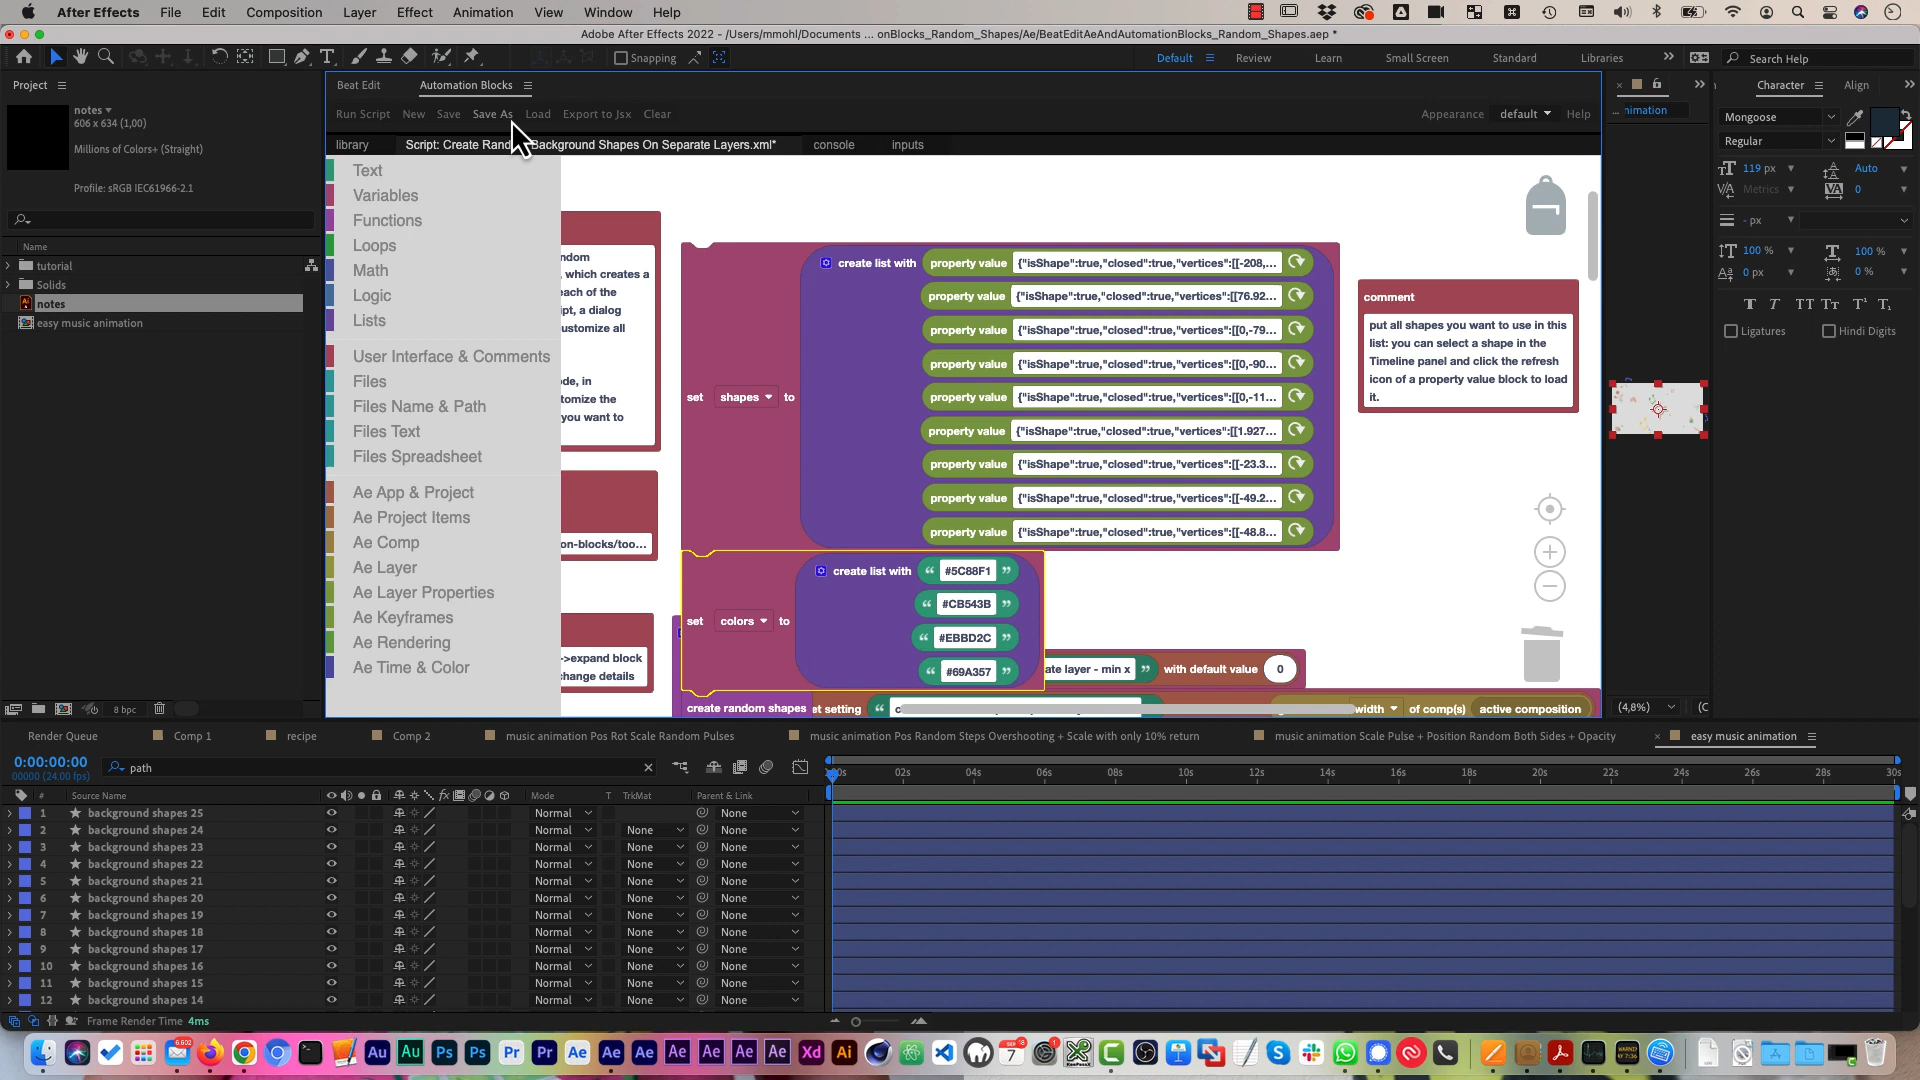 After Effects File Edit Composition Layer Effect Animation View Window Help
Adobe After Effects 2022 - /Users/mmohl/Documents ... onBlocks_Random_Shapes/Ae/BeatEditAeAndAutomationBlocks_Random_Shapes.aep *
Snapping Default Review Learn Small Screen Standard Libraries Search Help
Project Beat Edit Automation Blocks Character Align
notes
606 x 634 (1,00)
Millions of Colors+ (Straight)
Profile: sRGB IEC61966-2.1
Name
tutorial
Solids
notes
easy music animation
8 bpc
Run Script New Save Save As Load Export to Jsx Clear Appearance default Help
library Script: Create Rand Background Shapes On Separate Layers.xml* console inputs
Text
Variables
Functions
Loops
Math
Logic
Lists
User Interface & Comments
Files
Files Name & Path
Files Text
Files Spreadsheet
Ae App & Project
Ae Project Items
Ae Comp
Ae Layer
Ae Layer Properties
Ae Keyframes
Ae Rendering
Ae Time & Color
ndom
, which creates a
each of the
ipt, a dialog
ustomize all
ode, in
tomize the
you want to
on-blocks/too...
->expand block
change details
set shapes to
create list with property value {"isShape":true,"closed":true,"vertices":[[-208,...
property value {"isShape":true,"closed":true,"vertices":[[76.92...
property value {"isShape":true,"closed":true,"vertices":[[0,-79...
property value {"isShape":true,"closed":true,"vertices":[[0,-90...
property value {"isShape":true,"closed":true,"vertices":[[0,-11...
property value {"isShape":true,"closed":true,"vertices":[[1.927...
property value {"isShape":true,"closed":true,"vertices":[[-23.3...
property value {"isShape":true,"closed":true,"vertices":[[-49.2...
property value {"isShape":true,"closed":true,"vertices":[[-48.8...
comment
put all shapes you want to use in this
list: you can select a shape in the
Timeline panel and click the refresh
icon of a property value block to load
it.
set colors to
create list with “ #5C88F1 ”
“ #CB543B ”
“ #EBBD2C ”
“ #69A357 ”
ate layer - min x ” with default value 0
create random shapes et setting “ c width of comp(s) active composition
... nimation
(4,8%)
Mongoose
Regular
119 px Auto
Metrics 0
- px
100 % 100 %
0 px 0 %
Ligatures Hindi Digits
Render Queue Comp 1 recipe Comp 2 music animation Pos Rot Scale Random Pulses music animation Pos Random Steps Overshooting + Scale with only 10% return music animation Scale Pulse + Position Random Both Sides + Opacity easy music animation
0:00:00:00
00000 (24.00 fps)
path
02s 04s 06s 08s 10s 12s 14s 16s 18s 20s 22s 24s 26s 28s 30s
# Source Name Mode T TrkMat Parent & Link
1 background shapes 25 Normal None
2 background shapes 24 Normal None None
3 background shapes 23 Normal None None
4 background shapes 22 Normal None None
5 background shapes 21 Normal None None
6 background shapes 20 Normal None None
7 background shapes 19 Normal None None
8 background shapes 18 Normal None None
9 background shapes 17 Normal None None
10 background shapes 16 Normal None None
11 background shapes 15 Normal None None
12 background shapes 14 Normal None None
Frame Render Time 4ms
Au Au Ps Ps Pr Pr Ae Ae Ae Ae Ae Ae Ae Xd Ai 7